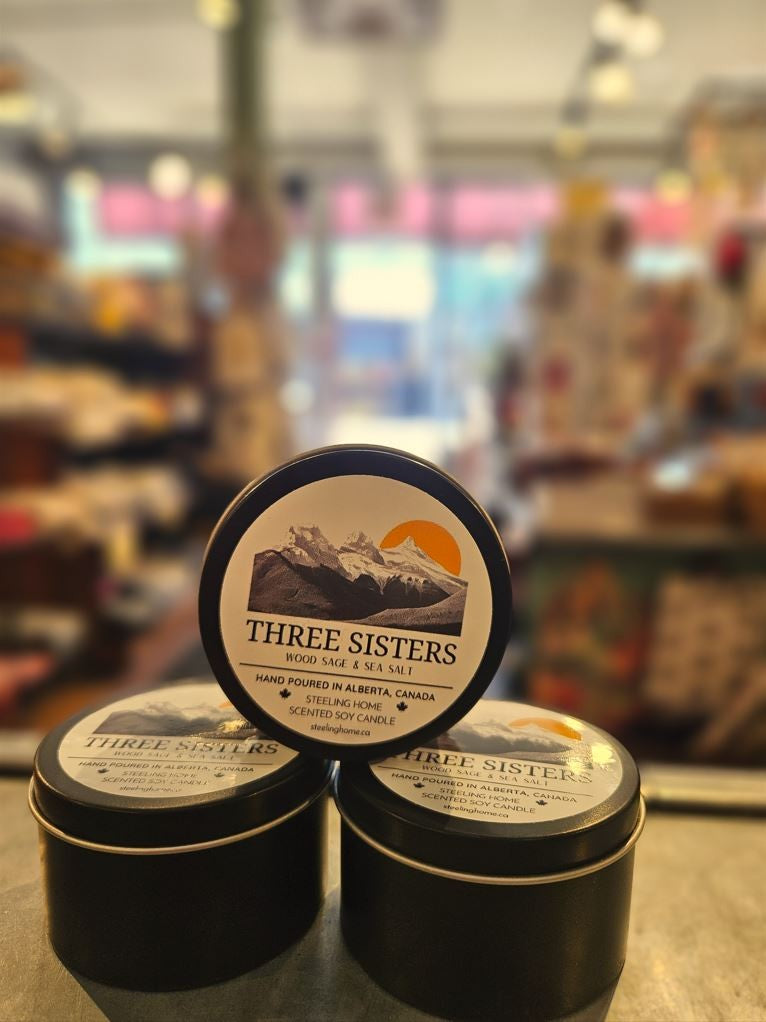 THREE SISTERS
WOOD SAGE & SEA SALT
HAND POURED IN ALBERTA, CANADA
STEELING HOME
SCENTED SOY CANDLE
steelinghome.ca
THREE SISTERS
WOOD SAGE & SEA SALT
HAND POURED IN ALBERTA, CANADA
STEELING HOME
SCENTED SOY CANDLE
steelinghome.ca
THREE SISTERS
WOOD SAGE & SEA SALT
HAND POURED IN ALBERTA, CANADA
STEELING HOME
SCENTED SOY CANDLE
steelinghome.ca